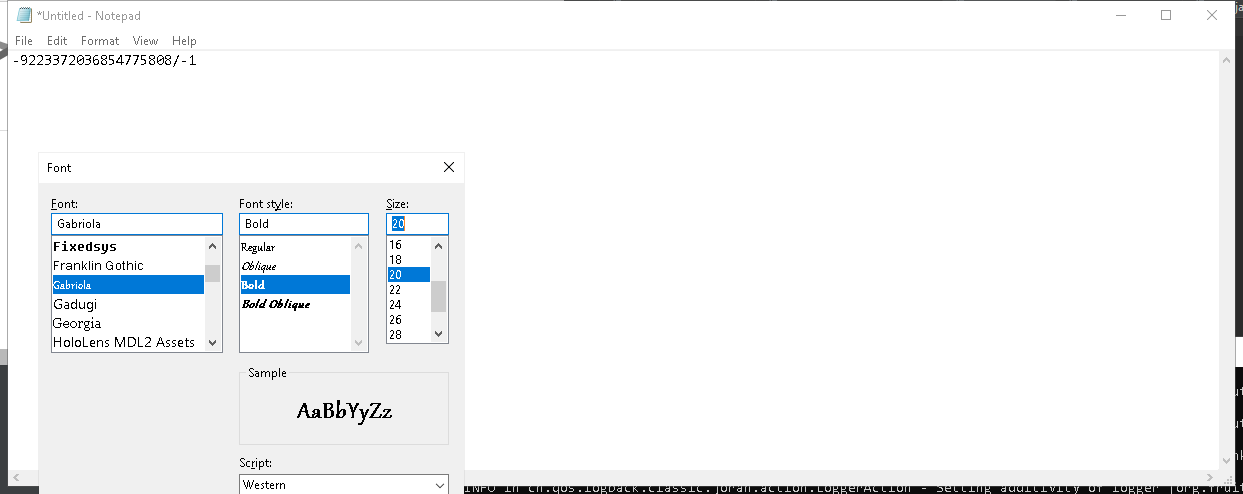 *Untitled - Notepad
File Edit Format View Help
-9223372036854775808/-1
Font
Font: Font style: Size:
Gabriola Bold 20
Fixedsys Regular 16
Franklin Gothic Oblique 18
Gabriola Bold 20
Gadugi Bold Oblique 22
Georgia 24
HoloLens MDL2 Assets 26
28
Sample
AaBbYyZz
Script:
Western
INFO in ch.qos.logback.classic.joran.action.LoggerAction - Setting additivity of logger